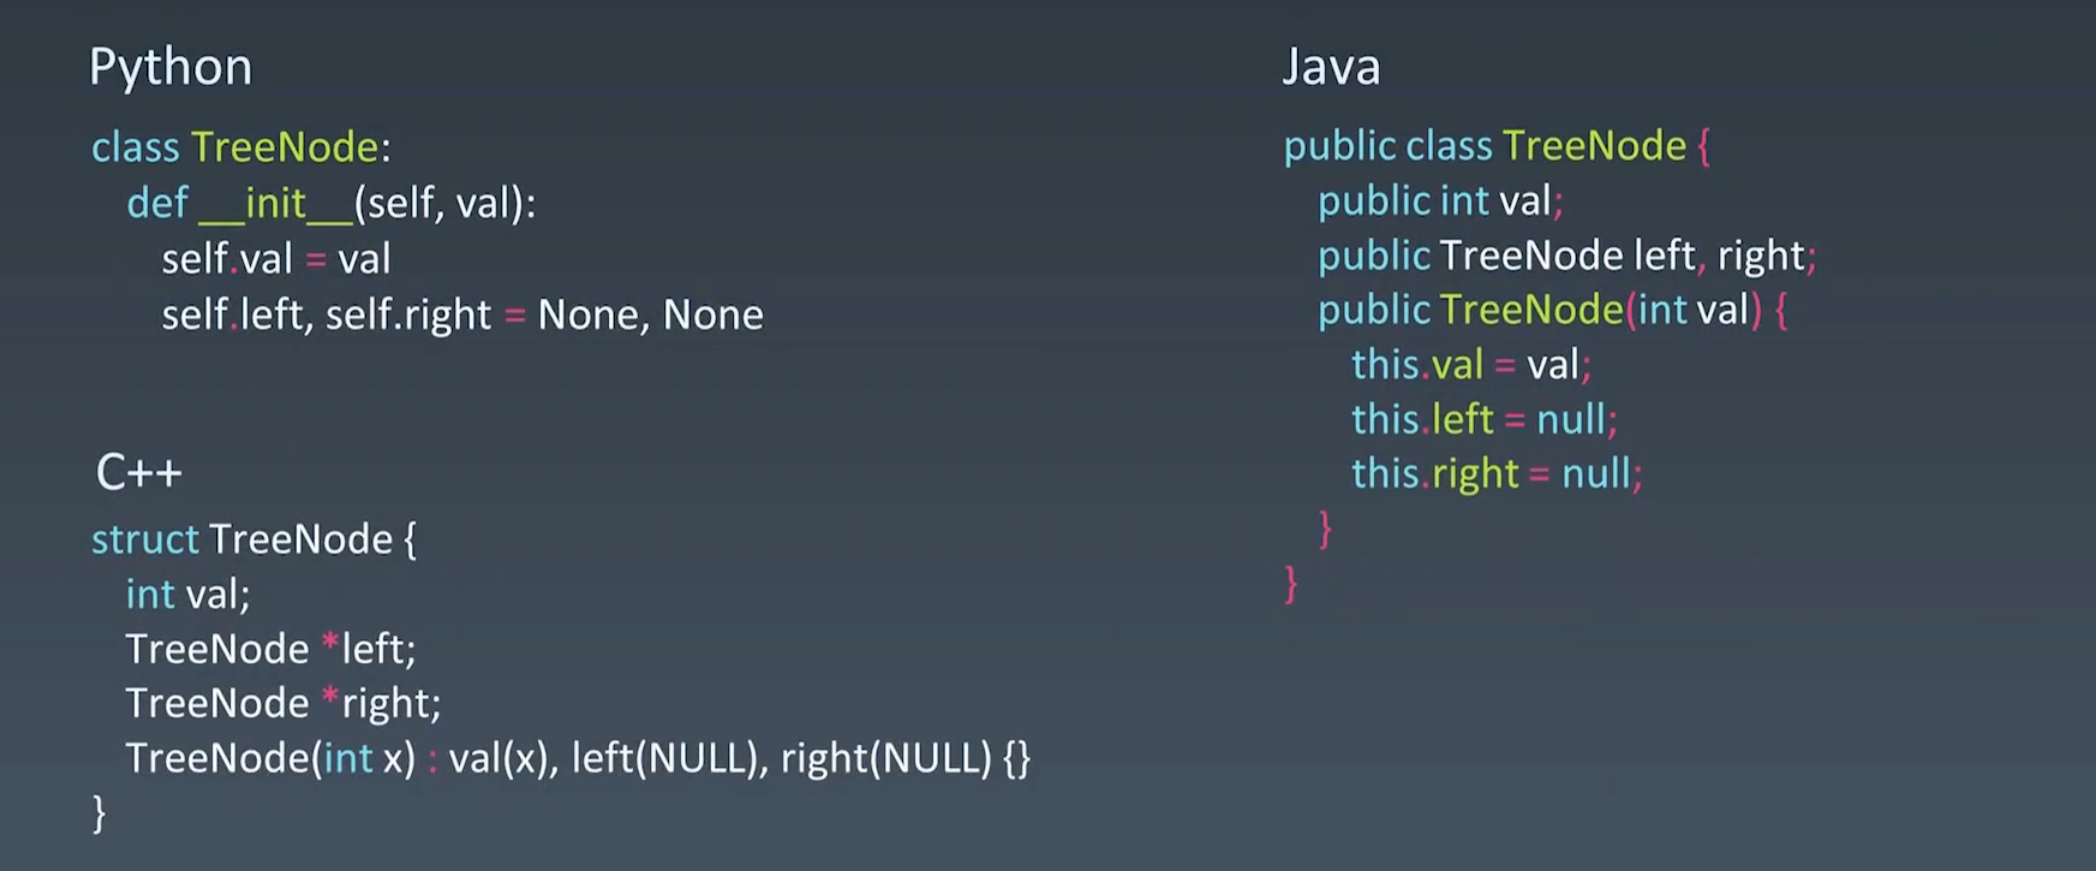 Python
class TreeNode:
def __init__(self, val):
self.val = val
self.left, self.right = None, None
C++
struct TreeNode {
int val;
TreeNode *left;
TreeNode *right;
TreeNode(int x) : val(x), left(NULL), right(NULL) {}
}
Java
public class TreeNode {
public int val;
public TreeNode left, right;
public TreeNode(int val) {
this.val = val;
this.left = null;
this.right = null;
}
}